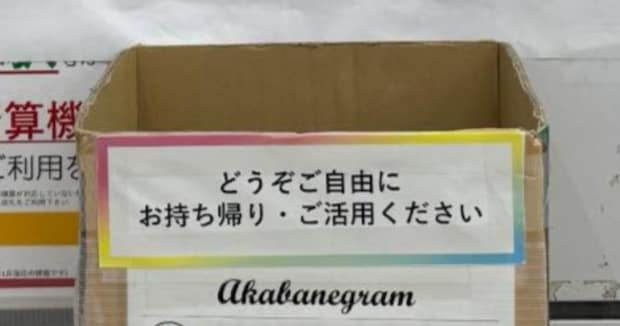 算機
ご利用を
どうぞご自由に
お持ち帰り・ご活用ください
Akabanegram